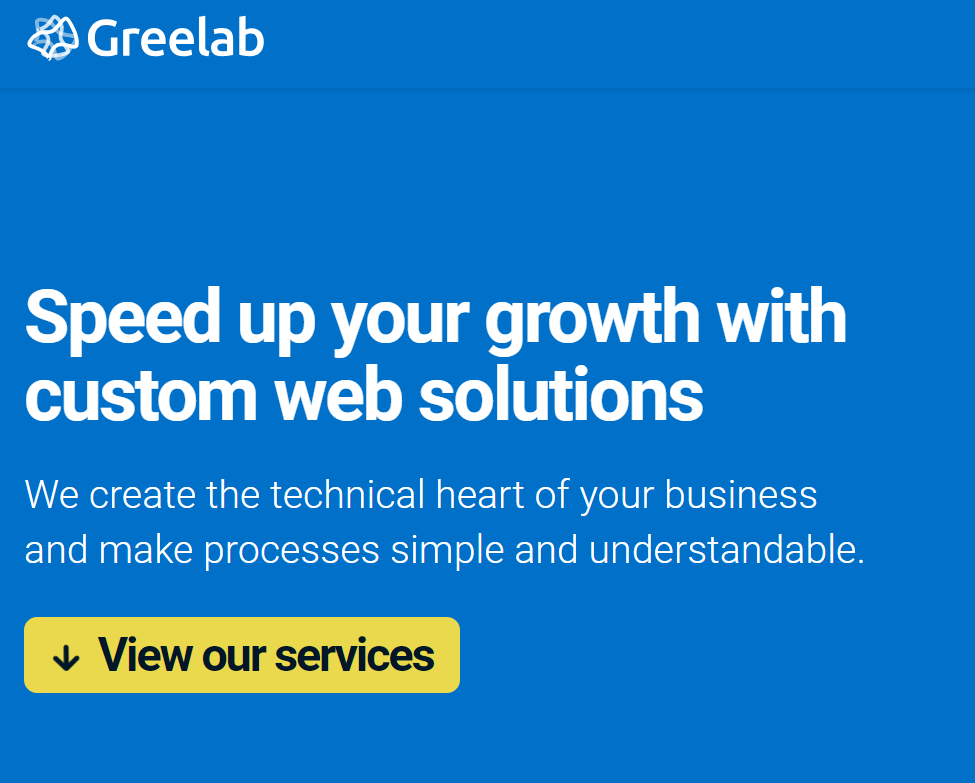 Greelab
Speed up your growth with
custom web solutions
We create the technical heart of your business
and make processes simple and understandable.
View our services